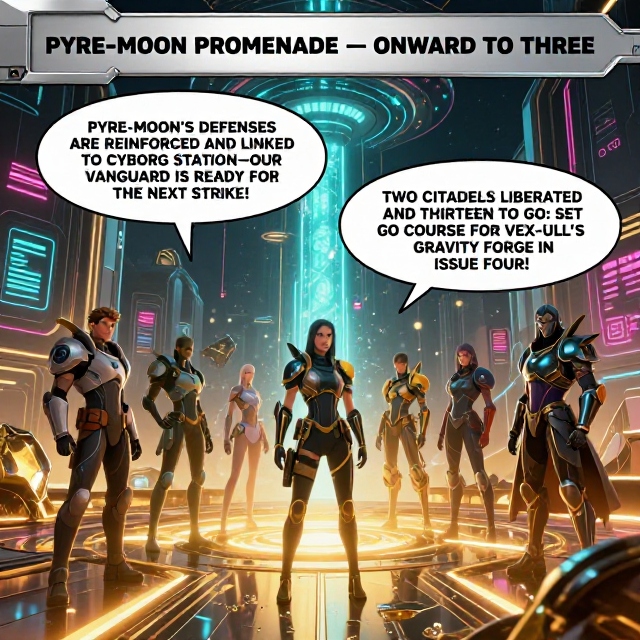 PYRE-MOON PROMENADE — ONWARD TO THREE
PYRE-MOON'S DEFENSES
ARE REINFORCED AND LINKED
TO CYBORG STATION—OUR
VANGUARD IS READY FOR
THE NEXT STRIKE!
TWO CITADELS LIBERATED
AND THIRTEEN TO GO: SET
GO COURSE FOR VEX-ULL'S
GRAVITY FORGE IN
ISSUE FOUR!